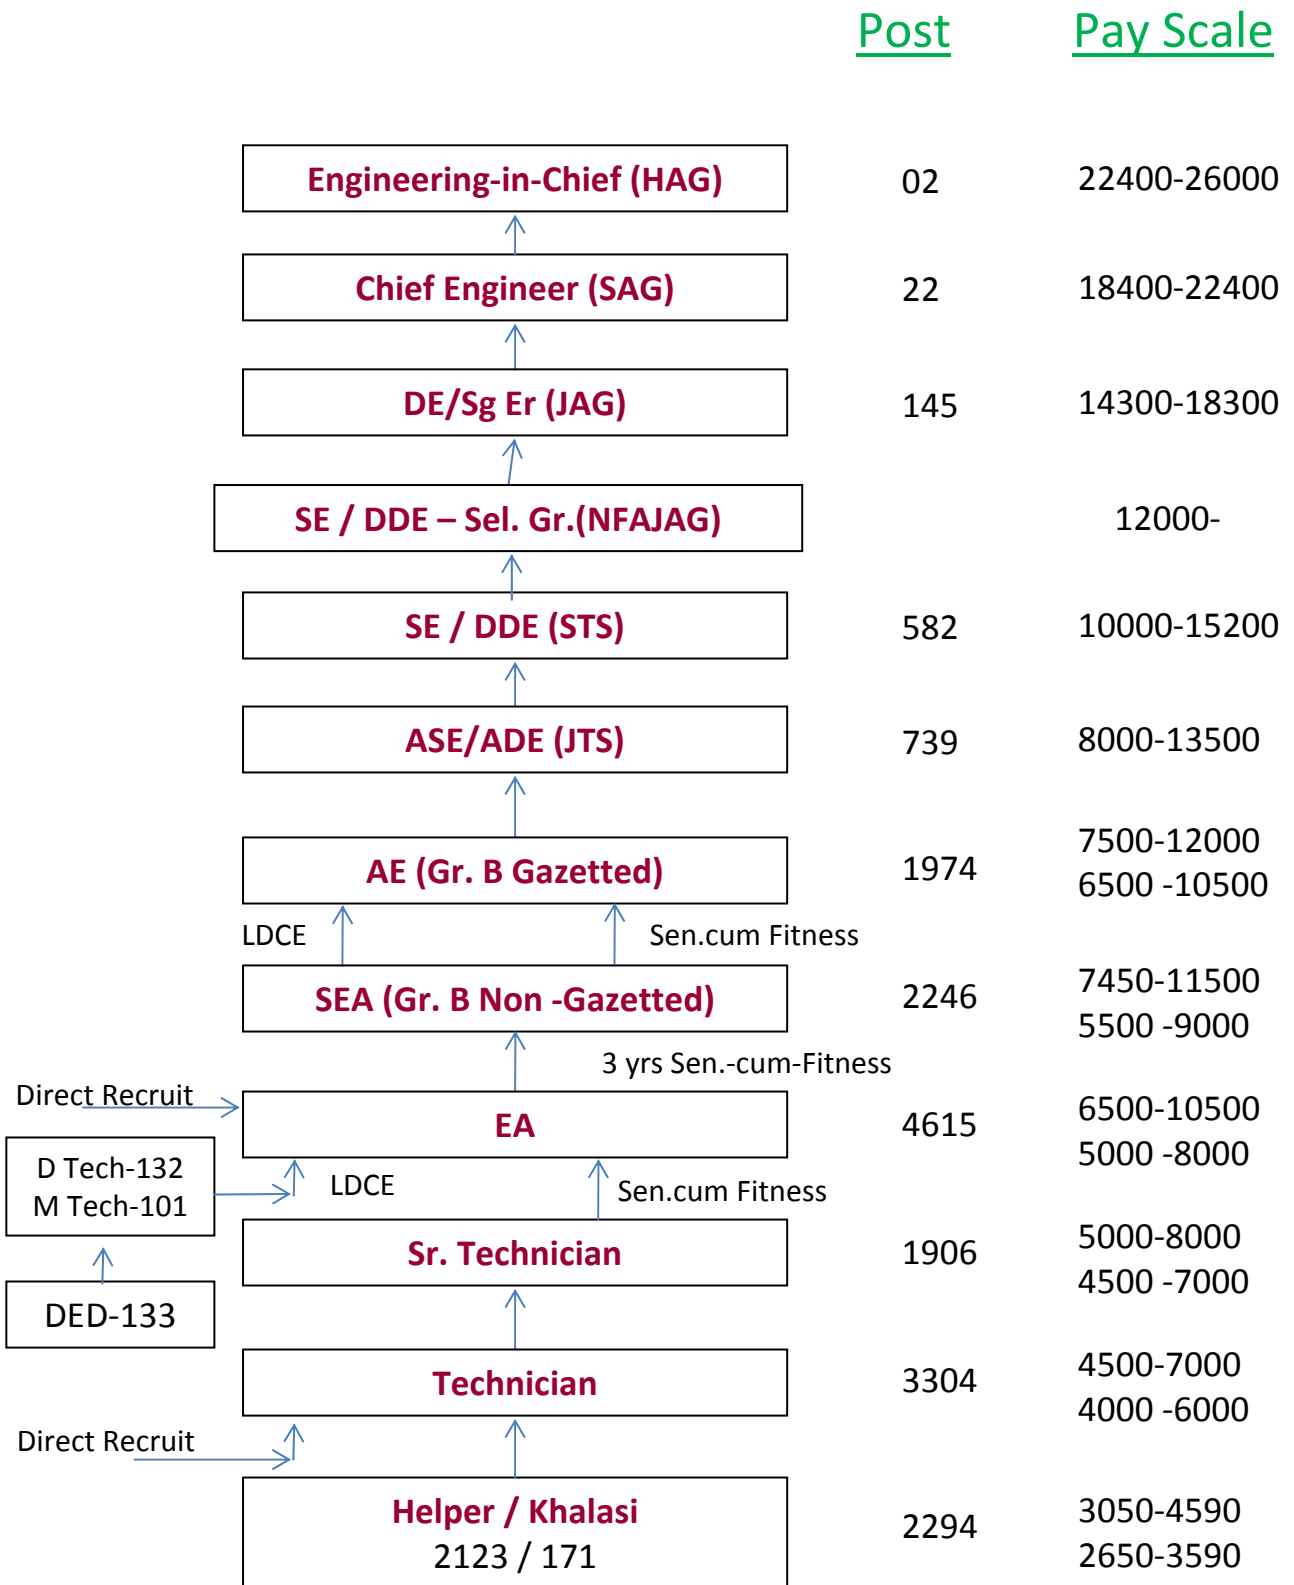 Post Pay Scale
Engineering-in-Chief (HAG) 02 22400-26000
Chief Engineer (SAG) 22 18400-22400
DE/Sg Er (JAG) 145 14300-18300
SE / DDE – Sel. Gr.(NFAJAG) 12000-
SE / DDE (STS) 582 10000-15200
ASE/ADE (JTS) 739 8000-13500
7500-12000
AE (Gr. B Gazetted) 1974
6500 -10500
LDCE Sen.cum Fitness
7450-11500
SEA (Gr. B Non -Gazetted) 2246
5500 -9000
3 yrs Sen.-cum-Fitness
Direct Recruit
6500-10500
EA 4615
5000 -8000
D Tech-132
M Tech-101
LDCE Sen.cum Fitness
5000-8000
Sr. Technician 1906
4500 -7000
DED-133
4500-7000
Technician 3304
4000 -6000
Direct Recruit
Helper / Khalasi 3050-4590
2294
2123 / 171 2650-3590